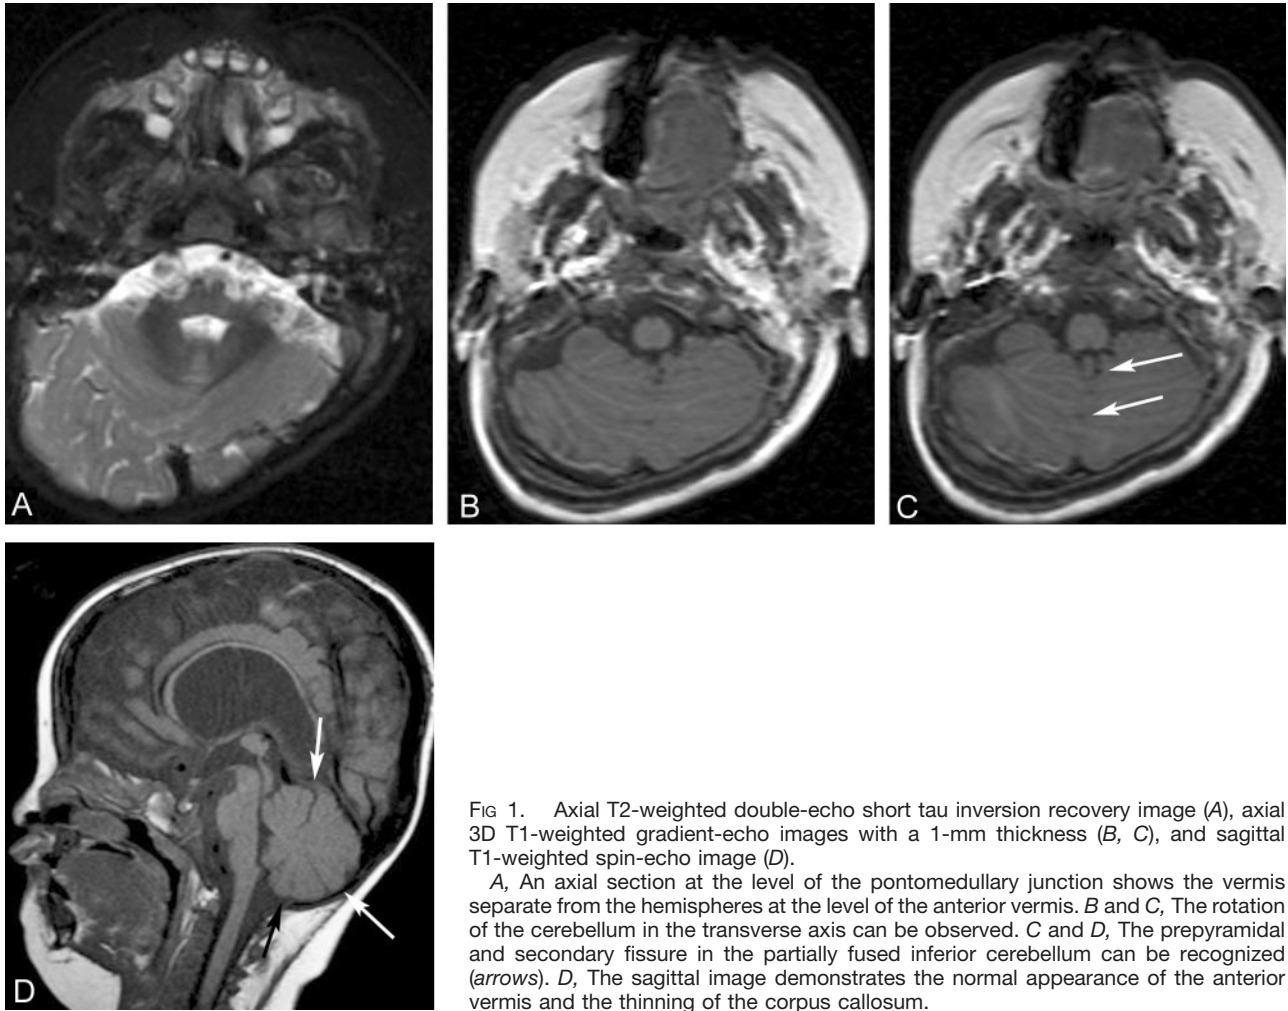 A
B
C
D
FIG 1. Axial T2-weighted double-echo short tau inversion recovery image (A), axial
3D T1-weighted gradient-echo images with a 1-mm thickness (B, C), and sagittal
T1-weighted spin-echo image (D).
A, An axial section at the level of the pontomedullary junction shows the vermis
separate from the hemispheres at the level of the anterior vermis. B and C, The rotation
of the cerebellum in the transverse axis can be observed. C and D, The prepyramidal
and secondary fissure in the partially fused inferior cerebellum can be recognized
(arrows). D, The sagittal image demonstrates the normal appearance of the anterior
vermis and the thinning of the corpus callosum.